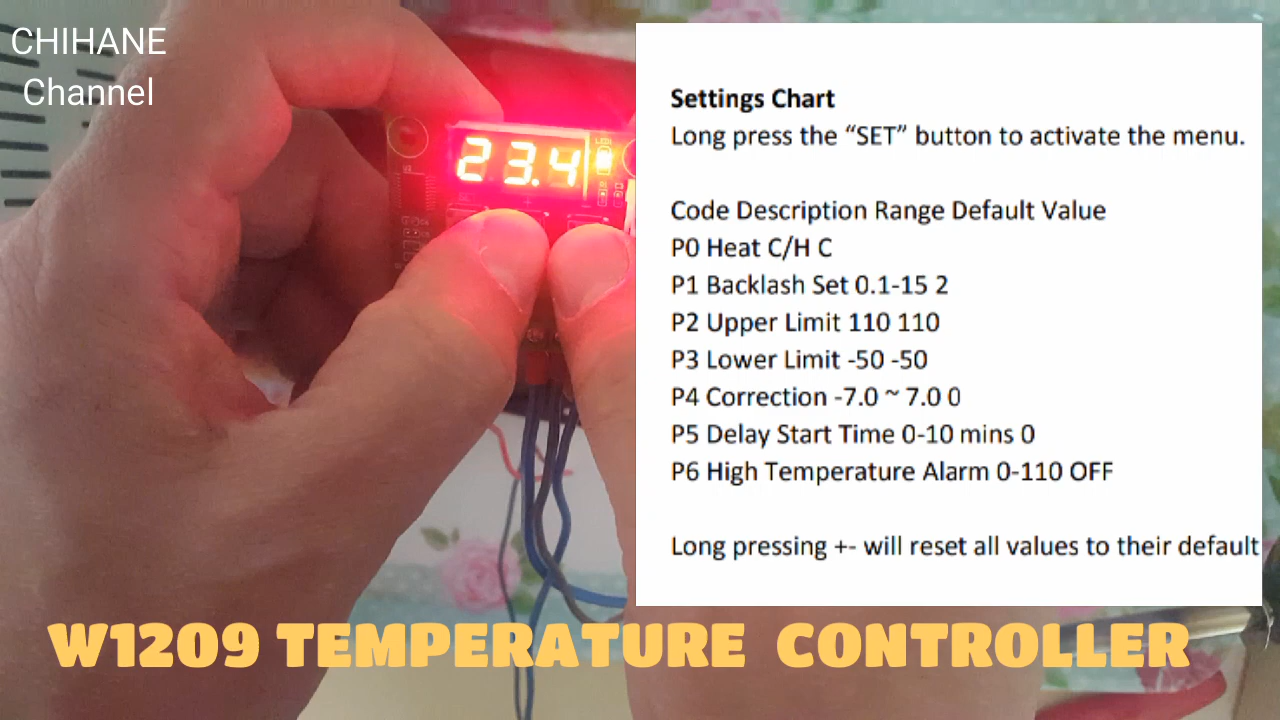 CHIHANE
Channel
23.4
Settings Chart
Long press the “SET” button to activate the menu.
Code Description Range Default Value
P0 Heat C/H C
P1 Backlash Set 0.1-15 2
P2 Upper Limit 110 110
P3 Lower Limit -50 -50
P4 Correction -7.0 ~ 7.0 0
P5 Delay Start Time 0-10 mins 0
P6 High Temperature Alarm 0-110 OFF
Long pressing +- will reset all values to their default
W1209 TEMPERATURE CONTROLLER